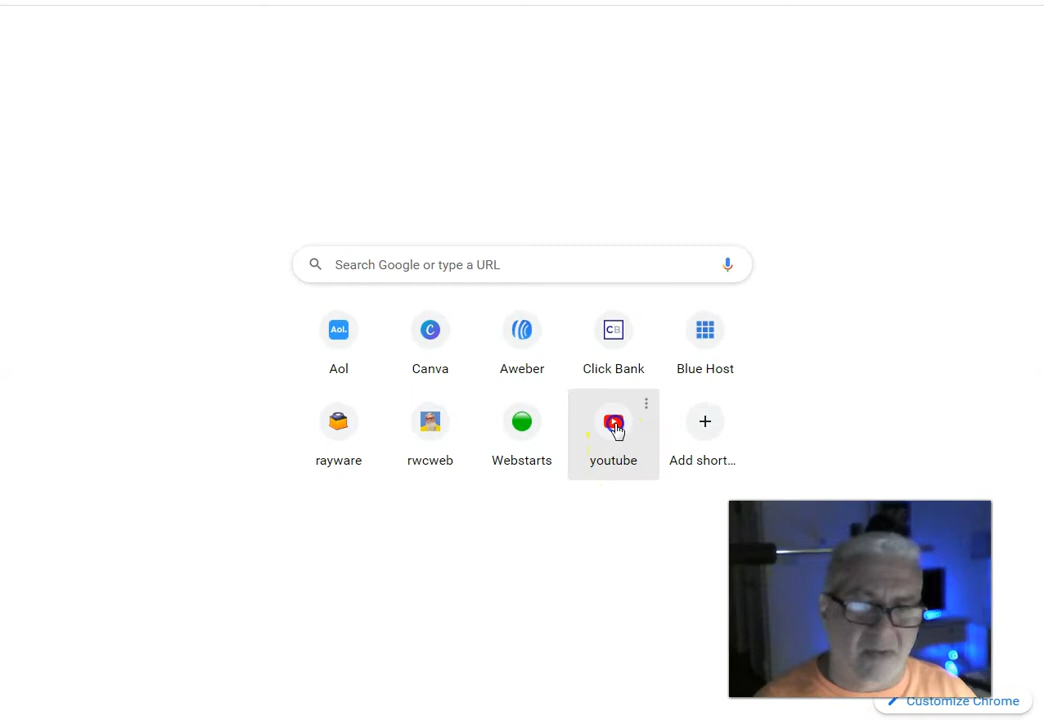 Search Google or type a URL
Aol.
C
CB
Aol
Canva
Aweber
Click Bank
Blue Host
rayware
rwcweb
Webstarts
youtube
Add short...
Customize Chrome